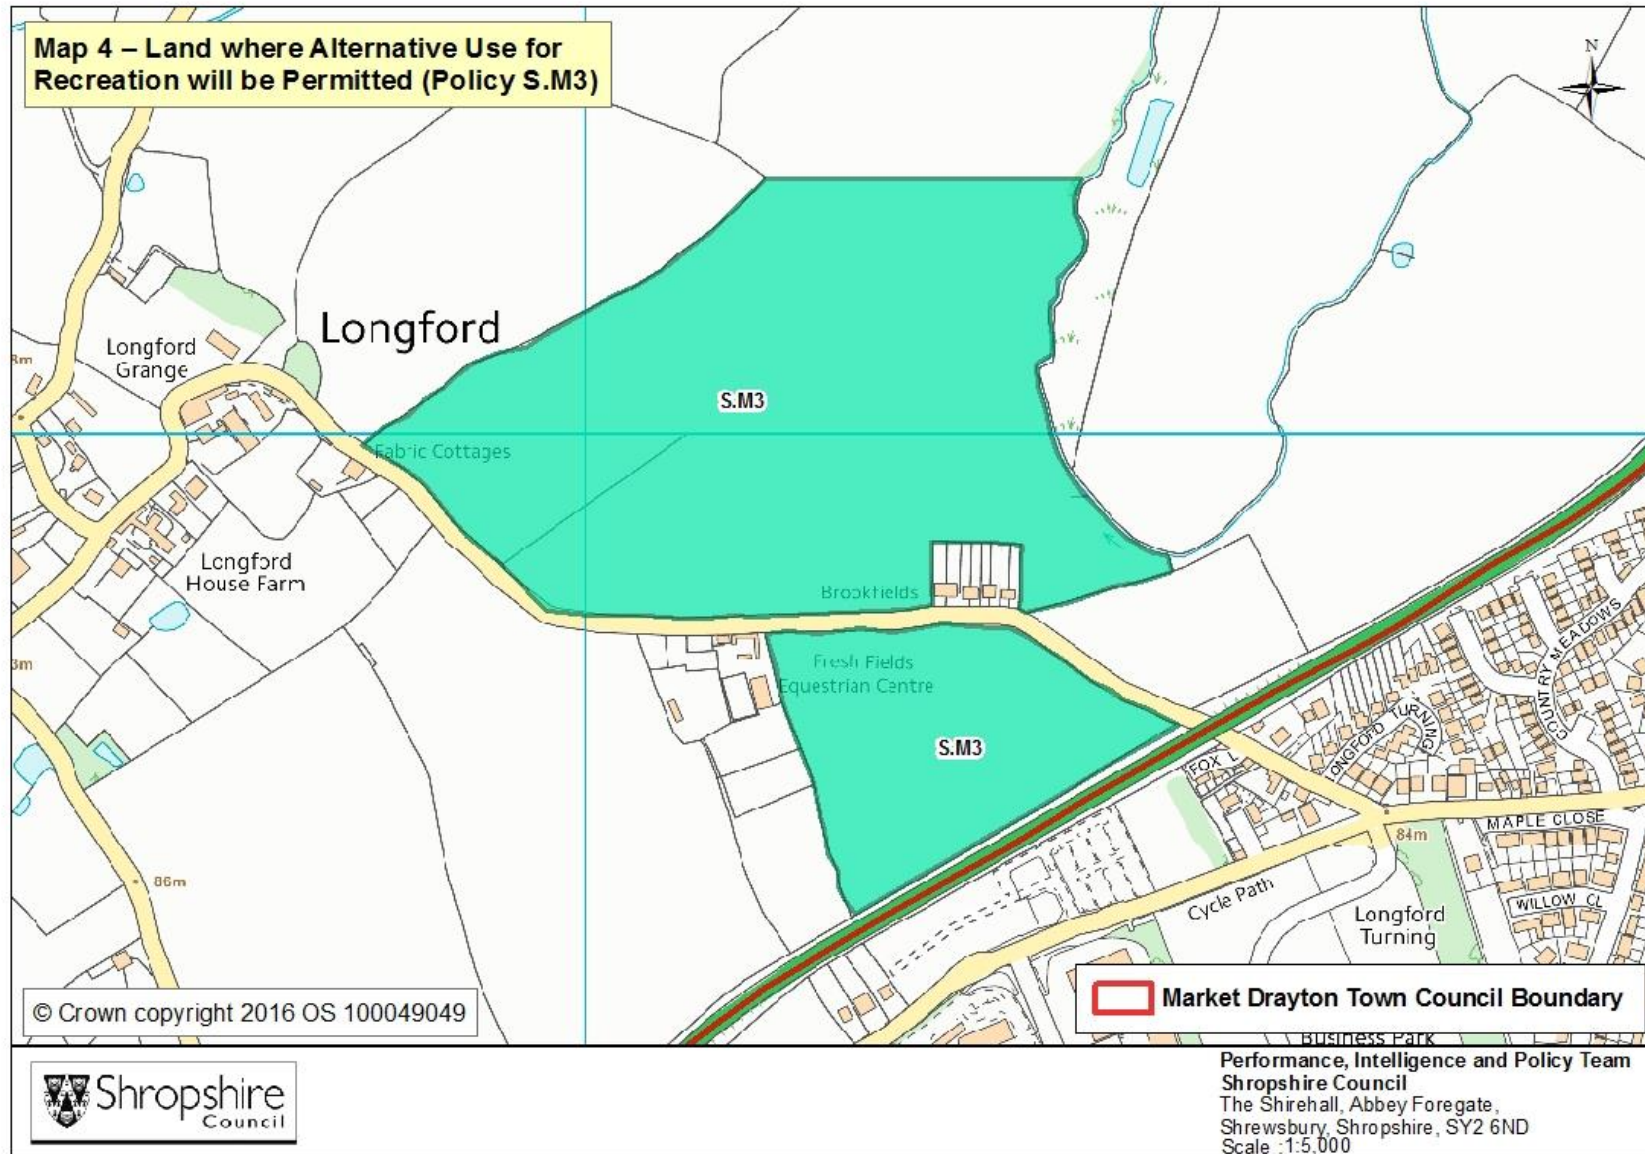 Map 4 – Land where Alternative Use for
Recreation will be Permitted (Policy S.M3)
N
Longford
Longford
Grange
8m
S.M3
Fabric Cottages
Longford
House Farm
Brookfields
3m
Fresh Fields
Equestrian Centre
S.M3
COUNTRY MEADOWS
LONGFORD TURNING
FOX L
MAPLE CLOSE
84m
86m
Cycle Path
WILLOW CL
Longford
Turning
Market Drayton Town Council Boundary
© Crown copyright 2016 OS 100049049
Business Park
Shropshire
Council
Performance, Intelligence and Policy Team
Shropshire Council
The Shirehall, Abbey Foregate,
Shrewsbury, Shropshire, SY2 6ND
Scale :1:5,000